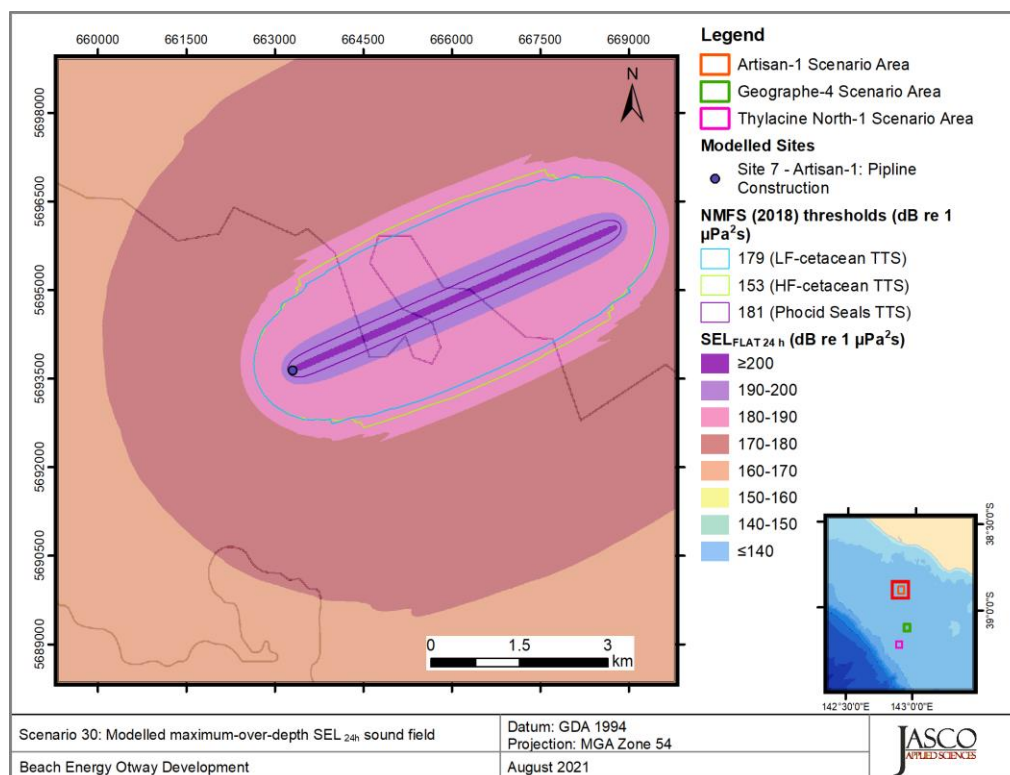 660000 661500 663000 664500 666000 667500 669000
5698000
5696500
5695000
5693500
5692000
5690500
5689000
N
0 1.5 3
km
Legend
Artisan-1 Scenario Area
Geographe-4 Scenario Area
Thylacine North-1 Scenario Area
Modelled Sites
Site 7 - Artisan-1: Pipline
Construction
NMFS (2018) thresholds (dB re 1
µPa²s)
179 (LF-cetacean TTS)
153 (HF-cetacean TTS)
181 (Phocid Seals TTS)
SEL FLAT 24 h (dB re 1 µPa²s)
≥200
190-200
180-190
170-180
160-170
150-160
140-150
≤140
38°30'0"S
39°0'0"S
142°30'0"E 143°0'0"E
Scenario 30: Modelled maximum-over-depth SEL 24h sound field
Beach Energy Otway Development
Datum: GDA 1994
Projection: MGA Zone 54
August 2021
JASCO
APPLIED SCIENCES